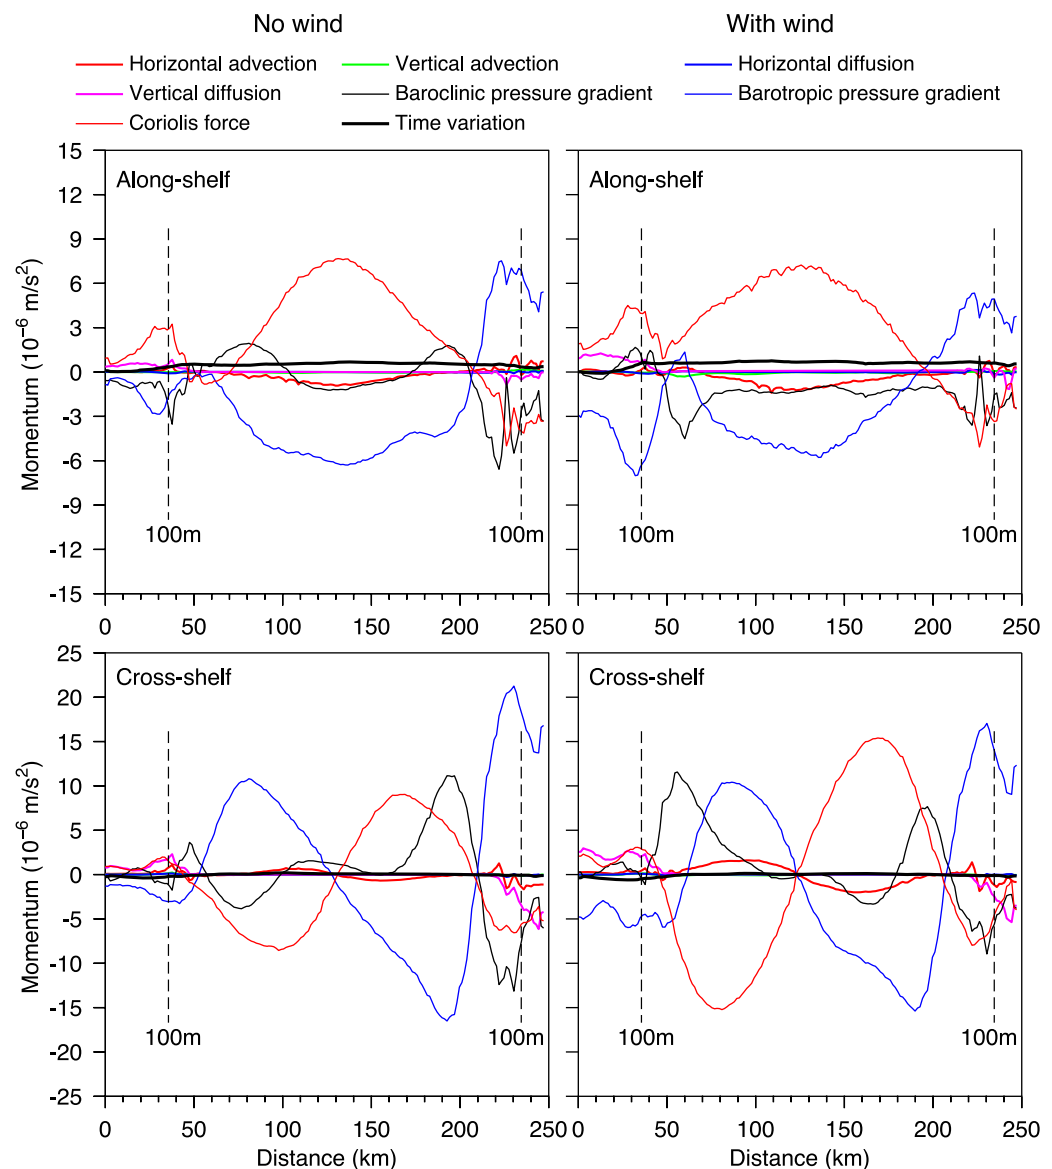 No wind With wind
Horizontal advection Vertical advection Horizontal diffusion
Vertical diffusion Baroclinic pressure gradient Barotropic pressure gradient
Coriolis force Time variation
15
Along-shelf Along-shelf
12
9
6
3
0
-3
-6
-9
-12
-15
Momentum (10⁻⁶ m/s²)
100m 100m 100m 100m
0 50 100 150 200 250 0 50 100 150 200 250
25
Cross-shelf Cross-shelf
20
15
10
5
0
-5
-10
-15
-20
-25
Momentum (10⁻⁶ m/s²)
100m 100m 100m 100m
0 50 100 150 200 250 0 50 100 150 200 250
Distance (km) Distance (km)